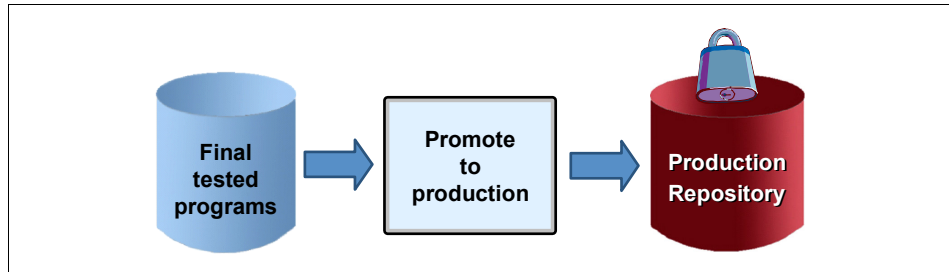 Final
tested
programs
Promote
to
production
Production
Repository